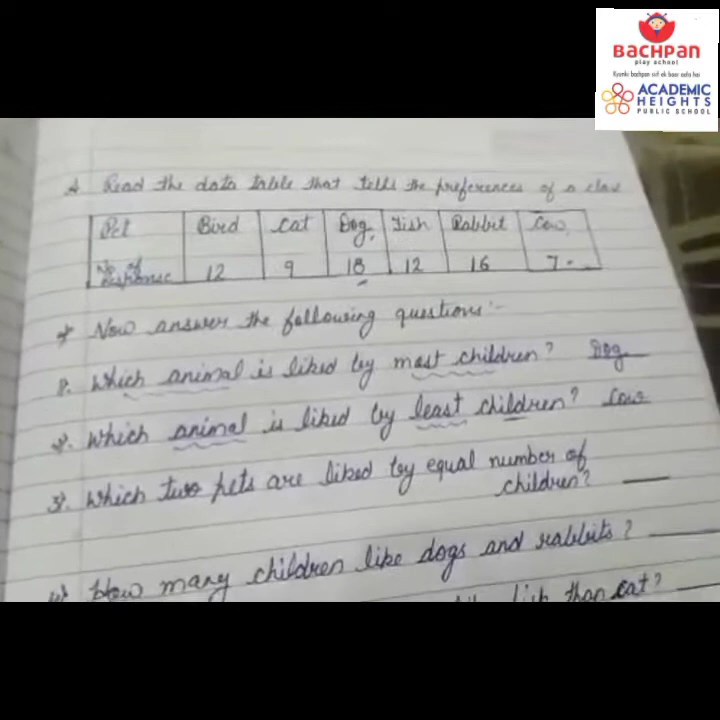 BACHPAN
play school
Kyunki bachpan sirf ek baar aata hai
ACADEMIC
HEIGHTS
PUBLIC SCHOOL
Read the data table that tells the preferences of a class
Pet Bird Cat Dog Fish Rabbit Cow
No. of Response 12 9 18 12 16 7
* Now answer the following questions :-
1. Which animal is liked by most children? Dog
2. Which animal is liked by least children? Cow
3. Which two pets are liked by equal number of
children?
4. How many children like dogs and rabbits?
fish than cat?